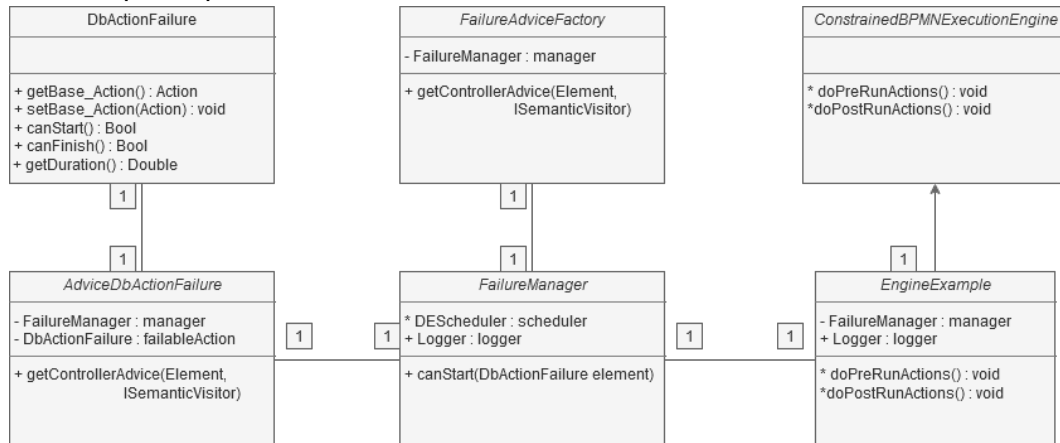 DbActionFailure
+ getBase_Action() : Action
+ setBase_Action(Action) : void
+ canStart() : Bool
+ canFinish() : Bool
+ getDuration() : Double
FailureAdviceFactory
- FailureManager : manager
+ getControllerAdvice(Element,
ISemanticVisitor)
ConstrainedBPMNExecutionEngine
* doPreRunActions() : void
*doPostRunActions() : void
1
1
1
1
1
AdviceDbActionFailure
- FailureManager : manager
- DbActionFailure : failableAction
+ getControllerAdvice(Element,
ISemanticVisitor)
1
1
FailureManager
* DEScheduler : scheduler
+ Logger : logger
+ canStart(DbActionFailure element)
1
1
EngineExample
- FailureManager : manager
+ Logger : logger
* doPreRunActions() : void
*doPostRunActions() : void